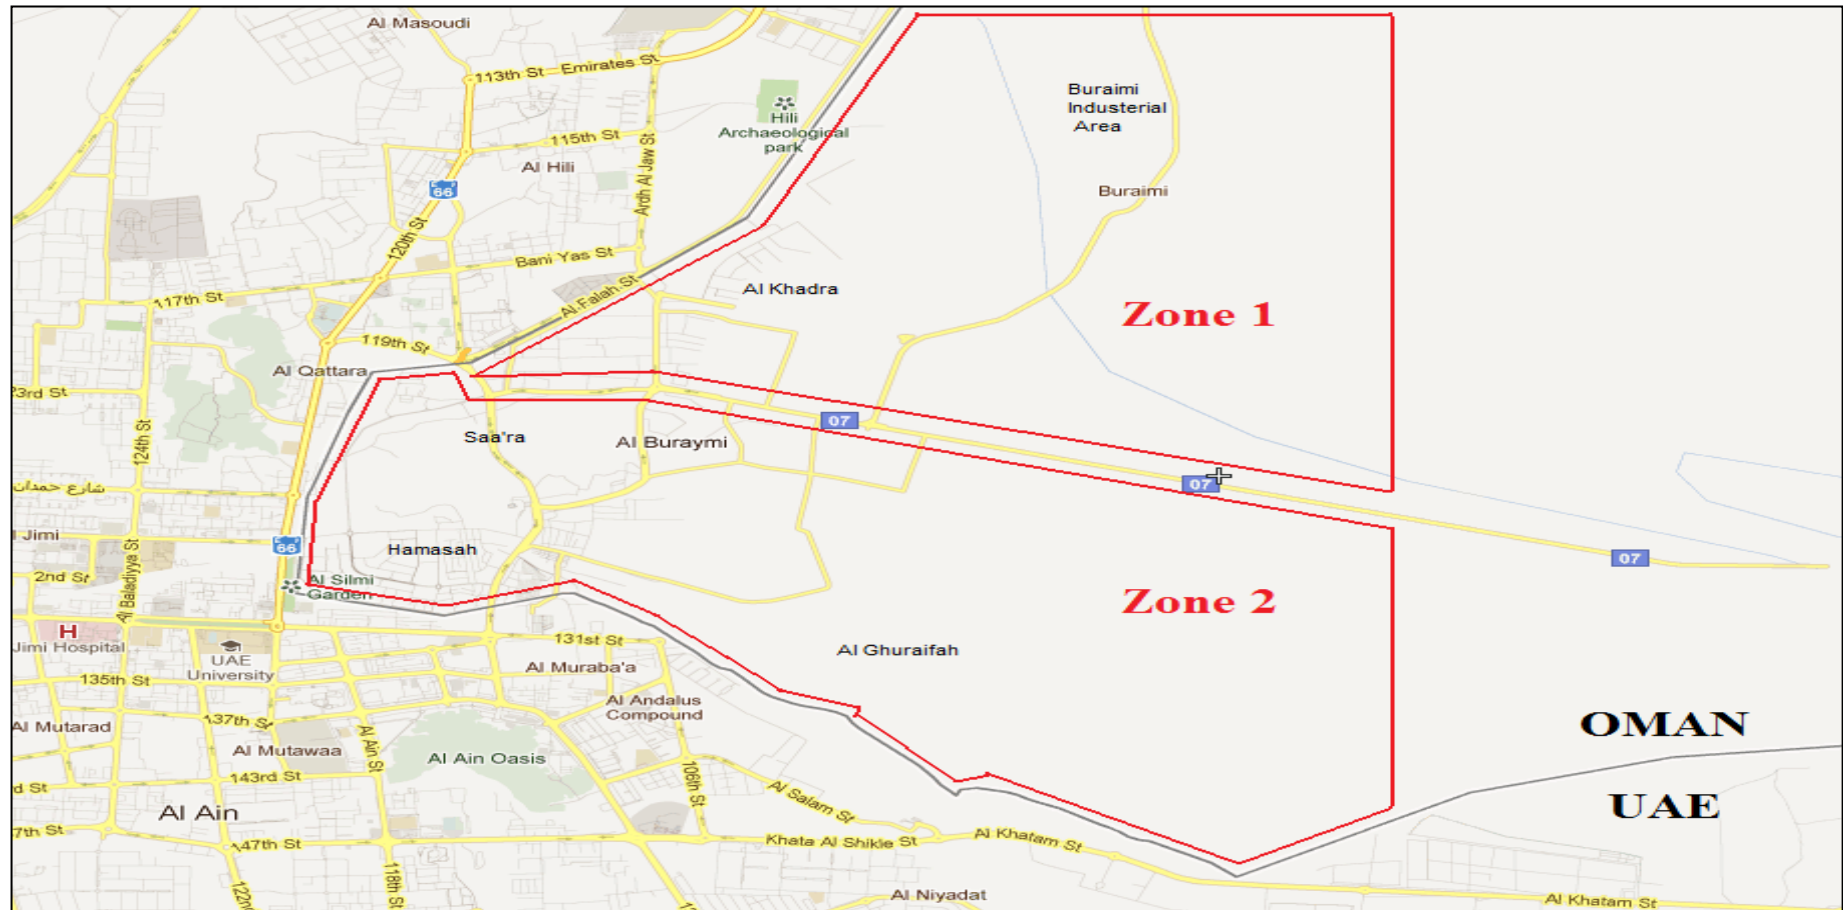 Al Masoudi
113th St
Emirates St
Buraimi
Industerial
Area
Hili
Archaeological
park
115th St
Al Hili
Ardh Al Jaw St
66
Buraimi
120th St
Bani Yas St
Al Khadra
117th St
Al Falah St
Zone 1
119th St
Al Qattara
23rd St
07
124th St
Saa'ra
Al Buraymi
07
شارع حمدان
Jimi
66
Hamasah
07
2nd St
Al Baladiyya St
Al Silmi
Garden
Zone 2
H
Jimi Hospital
UAE
University
131st St
Al Ghuraifah
Al Muraba'a
135th St
Al Andalus
Compound
137th St
Al Mutarad
OMAN
Al Mutawaa
Al Ain St
Al Ain Oasis
143rd St
106th St
d St
Al Salam St
UAE
Al Ain
7th St
147th St
Khata Al Shikle St
Al Khatam St
118th St
122n
Al Niyadat
Al Khatam St